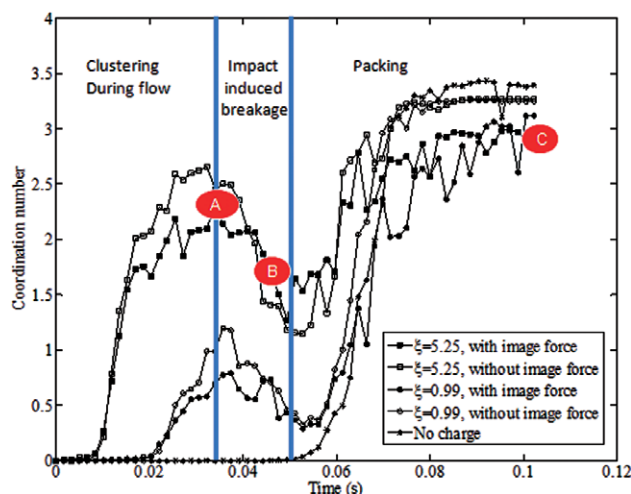 4
3.5
3
2.5
2
1.5
1
0.5
0
Coordination number
Clustering
During flow
Impact
induced
breakage
Packing
A
B
C
ξ=5.25, with image force
ξ=5.25, without image force
ξ=0.99, with image force
ξ=0.99, without image force
No charge
0 0.02 0.04 0.06 0.08 0.1 0.12
Time (s)